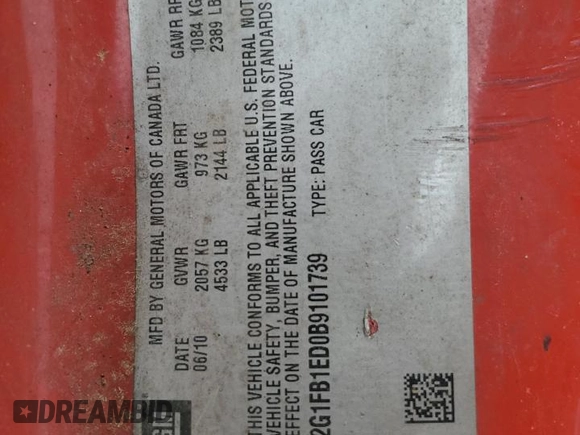 MFD BY GENERAL MOTORS OF CANADA LTD.
DATE GVWR GAWR FRT GAWR RR
06/10 2057 KG 973 KG 1084 KG
4533 LB 2144 LB 2389 LB
THIS VEHICLE CONFORMS TO ALL APPLICABLE U.S. FEDERAL MOT
VEHICLE SAFETY, BUMPER, AND THEFT PREVENTION STANDARDS
EFFECT ON THE DATE OF MANUFACTURE SHOWN ABOVE.
2G1FB1ED0B9101739 TYPE: PASS CAR
DREAMBID